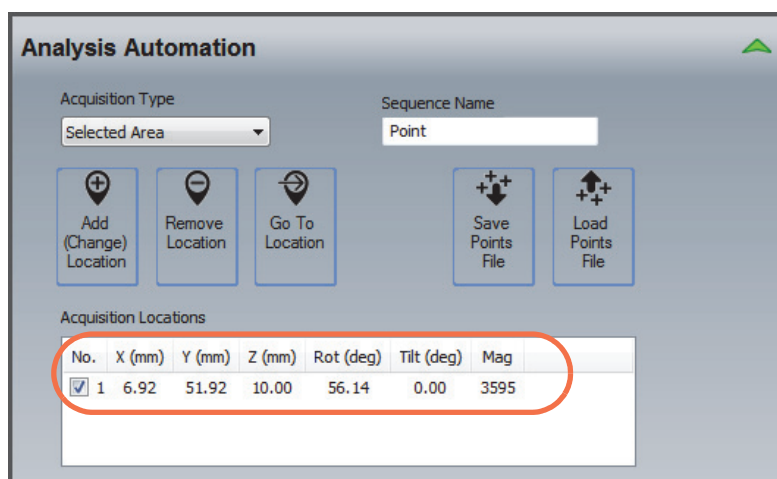 Analysis Automation
Acquisition Type
Sequence Name
Selected Area
Point
Add
(Change)
Location
Remove
Location
Go To
Location
Save
Points
File
Load
Points
File
Acquisition Locations
No. X (mm) Y (mm) Z (mm) Rot (deg) Tilt (deg) Mag
1 6.92 51.92 10.00 56.14 0.00 3595